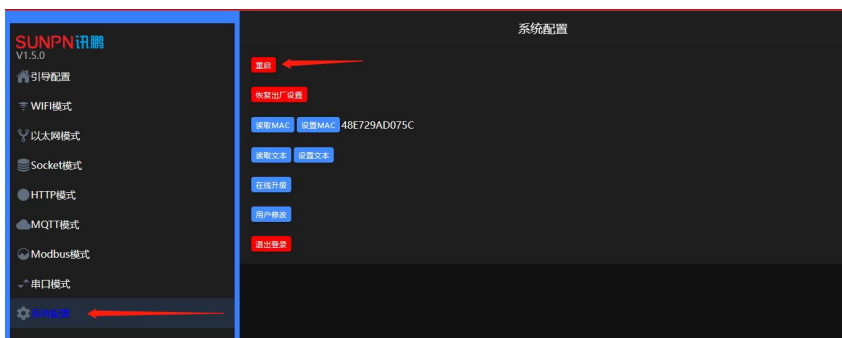 SUNPN讯鹏
V1.5.0
引导配置
WIFI模式
以太网模式
Socket模式
HTTP模式
MQTT模式
Modbus模式
串口模式
系统配置
系统配置
重启
恢复出厂设置
读取MAC 设置MAC 48E729AD075C
读取文本 设置文本
在线升级
用户修改
退出登录